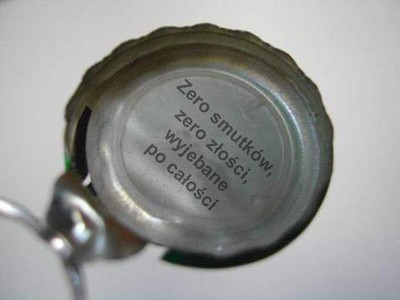 Zero smutków,
zero złości,
wyjebane
po całości